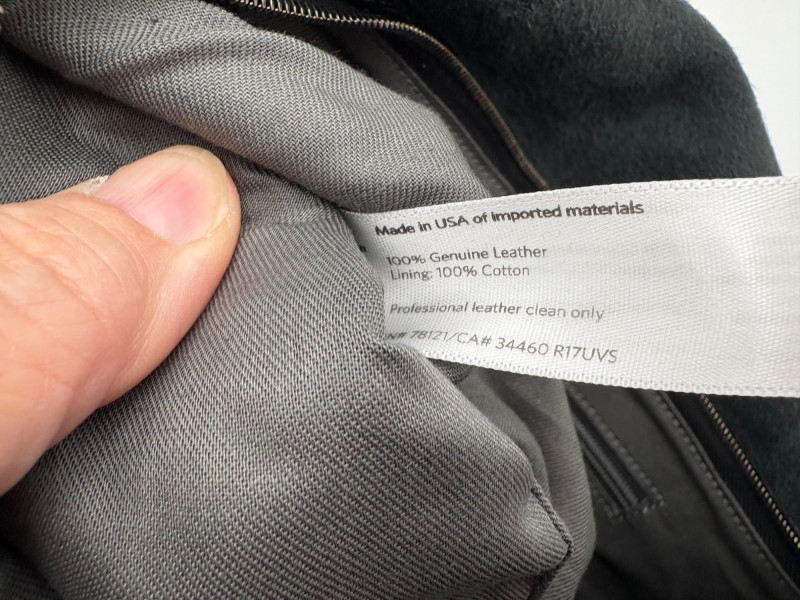 Made in USA of imported materials
100% Genuine Leather
Lining: 100% Cotton
Professional leather clean only
N# 78121/CA# 34460 R17UVS